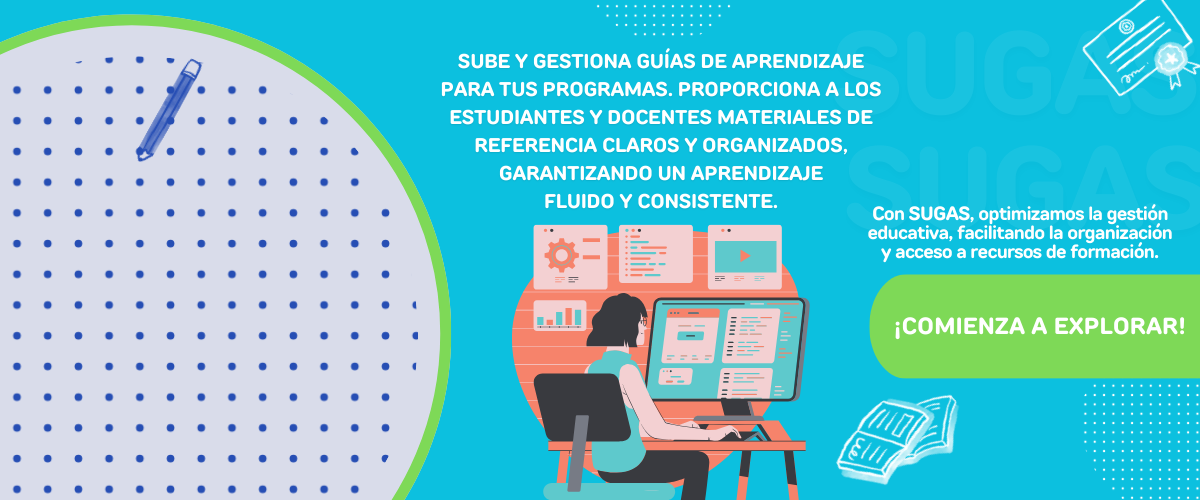 SUBE Y GESTIONA GUÍAS DE APRENDIZAJE
PARA TUS PROGRAMAS. PROPORCIONA A LOS
ESTUDIANTES Y DOCENTES MATERIALES DE
REFERENCIA CLAROS Y ORGANIZADOS,
GARANTIZANDO UN APRENDIZAJE
FLUIDO Y CONSISTENTE.
SUGAS
SUGAS
Con SUGAS, optimizamos la gestión
educativa, facilitando la organización
y acceso a recursos de formación.
¡COMIENZA A EXPLORAR!